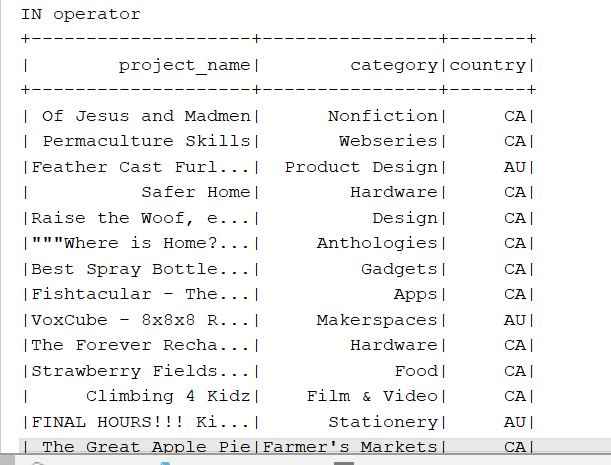 IN operator
+--------------------+----------------+-------+
|        project_name|        category|country|
+--------------------+----------------+-------+
| Of Jesus and Madmen|      Nonfiction|     CA|
| Permaculture Skills|       Webseries|     CA|
|Feather Cast Furl...|  Product Design|     AU|
|          Safer Home|        Hardware|     CA|
|Raise the Woof, e...|          Design|     CA|
|"""Where is Home?...|     Anthologies|     CA|
|Best Spray Bottle...|         Gadgets|     CA|
|Fishtacular - The...|            Apps|     CA|
|VoxCube - 8x8x8 R...|     Makerspaces|     AU|
|The Forever Recha...|        Hardware|     CA|
|Strawberry Fields...|            Food|     CA|
|     Climbing 4 Kidz|    Film & Video|     CA|
|FINAL HOURS!!! Ki...|      Stationery|     AU|
| The Great Apple Pie|Farmer's Markets|     CA|